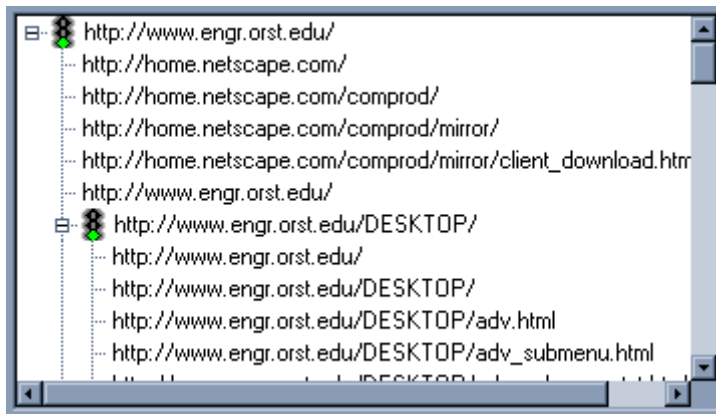 http://www.engr.orst.edu/
http://home.netscape.com/
http://home.netscape.com/comprod/
http://home.netscape.com/comprod/mirror/
http://home.netscape.com/comprod/mirror/client_download.htm
http://www.engr.orst.edu/
http://www.engr.orst.edu/DESKTOP/
http://www.engr.orst.edu/
http://www.engr.orst.edu/DESKTOP/
http://www.engr.orst.edu/DESKTOP/adv.html
http://www.engr.orst.edu/DESKTOP/adv_submenu.html